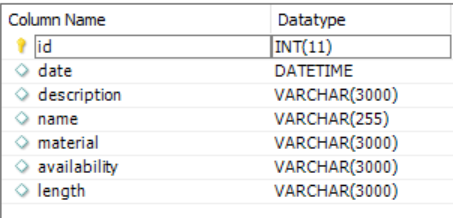 Column Name Datatype
id INT(11)
date DATETIME
description VARCHAR(3000)
name VARCHAR(255)
material VARCHAR(3000)
availability VARCHAR(3000)
length VARCHAR(3000)